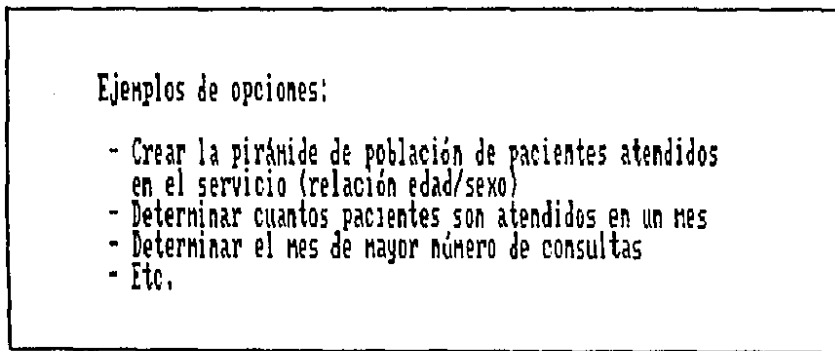 Ejemplos de opciones:
- Crear la pirámide de población de pacientes atendidos
en el servicio (relación edad/sexo)
- Determinar cuantos pacientes son atendidos en un mes
- Determinar el mes de mayor número de consultas
- Etc.